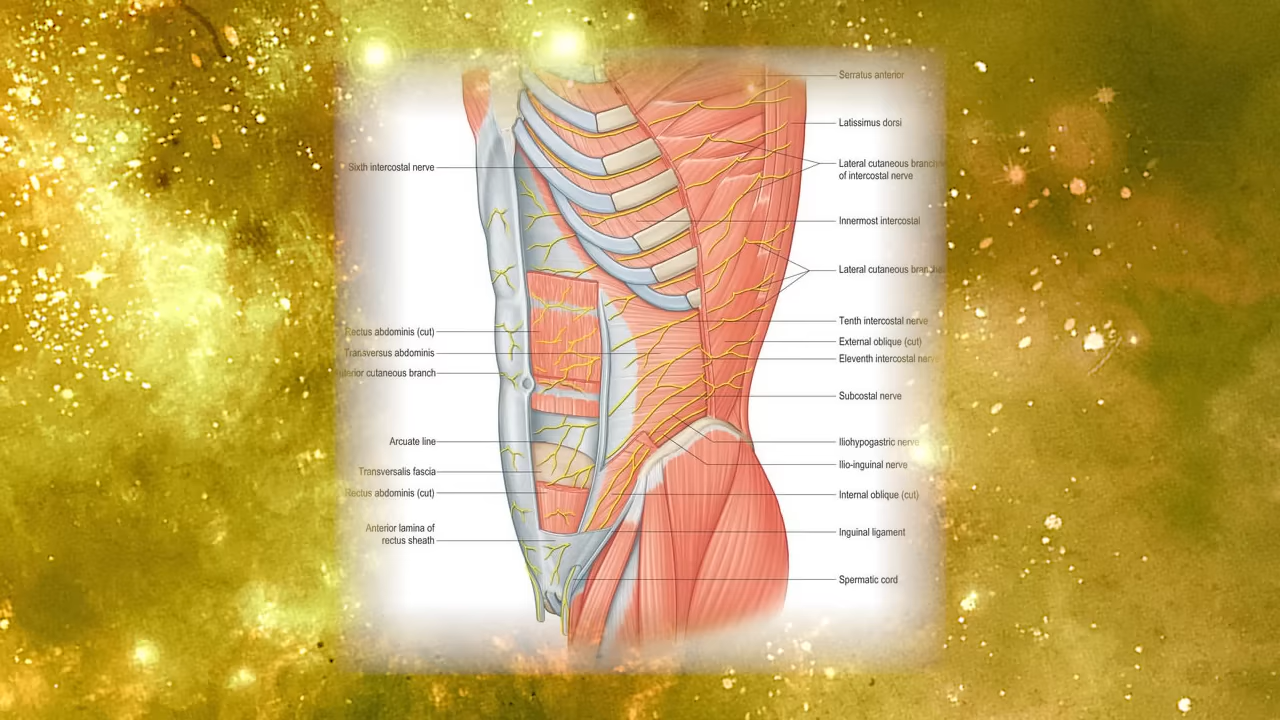 Serratus anterior
Latissimus dorsi
Sixth intercostal nerve
Lateral cutaneous branch
of intercostal nerve
Innermost intercostal
Lateral cutaneous
Tenth intercostal nerve
Rectus abdominis (cut)
External oblique (cut)
Transversus abdominis
Eleventh intercostal nerve
cutaneous branch
Subcostal nerve
Arcuate line
Iliohypogastric nerve
Ilio-inguinal nerve
Transversalis fascia
Rectus abdominis (cut)
Internal oblique (cut)
Anterior lamina of
rectus sheath
Inguinal ligament
Spermatic cord